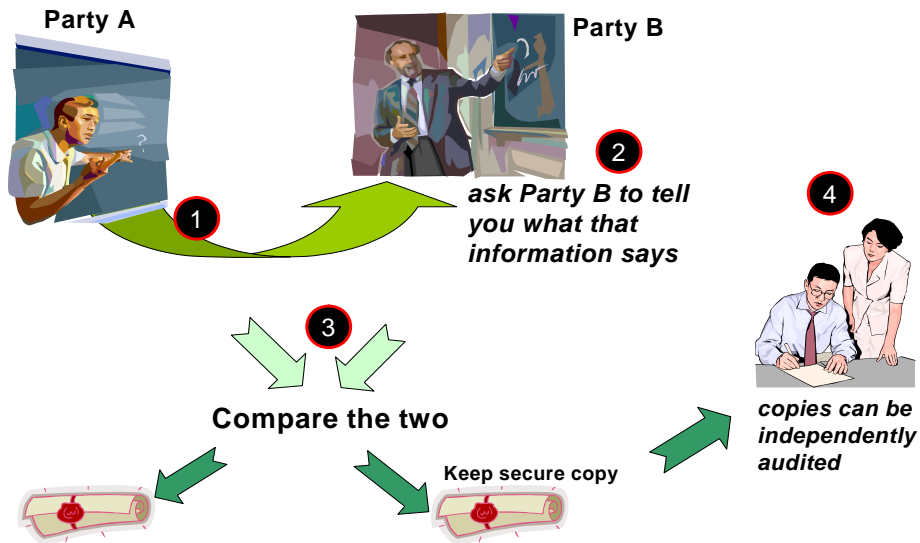 Party A
Party B
1
2
ask Party B to tell
you what that
information says
3
Compare the two
Keep secure copy
4
copies can be
independently
audited
?
?